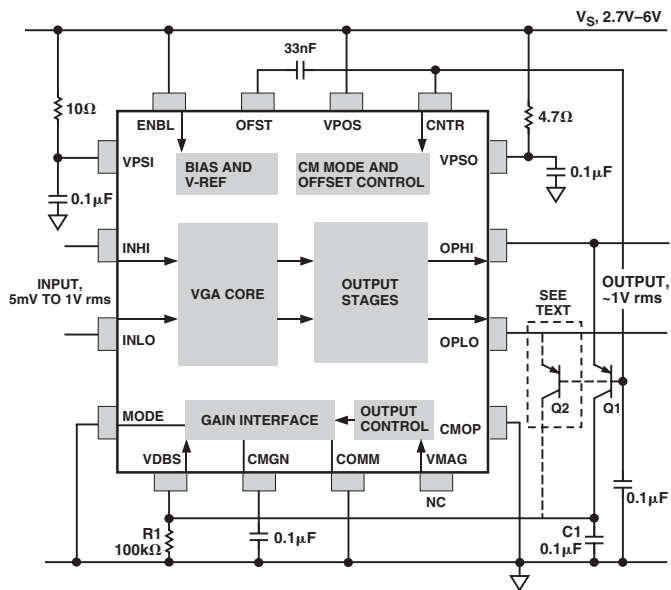 V_S, 2.7V–6V
33nF
10Ω
4.7Ω
ENBL
OFST
VPOS
CNTR
VPSI
BIAS AND
V-REF
CM MODE AND
OFFSET CONTROL
VPSO
0.1µF
0.1µF
INHI
OPHI
INPUT,
5mV TO 1V rms
VGA CORE
OUTPUT
STAGES
OUTPUT,
~1V rms
SEE
TEXT
INLO
OPLO
Q2
Q1
MODE
GAIN INTERFACE
OUTPUT
CONTROL
CMOP
VDBS
CMGN
COMM
VMAG
NC
0.1µF
R1
100kΩ
0.1µF
C1
0.1µF